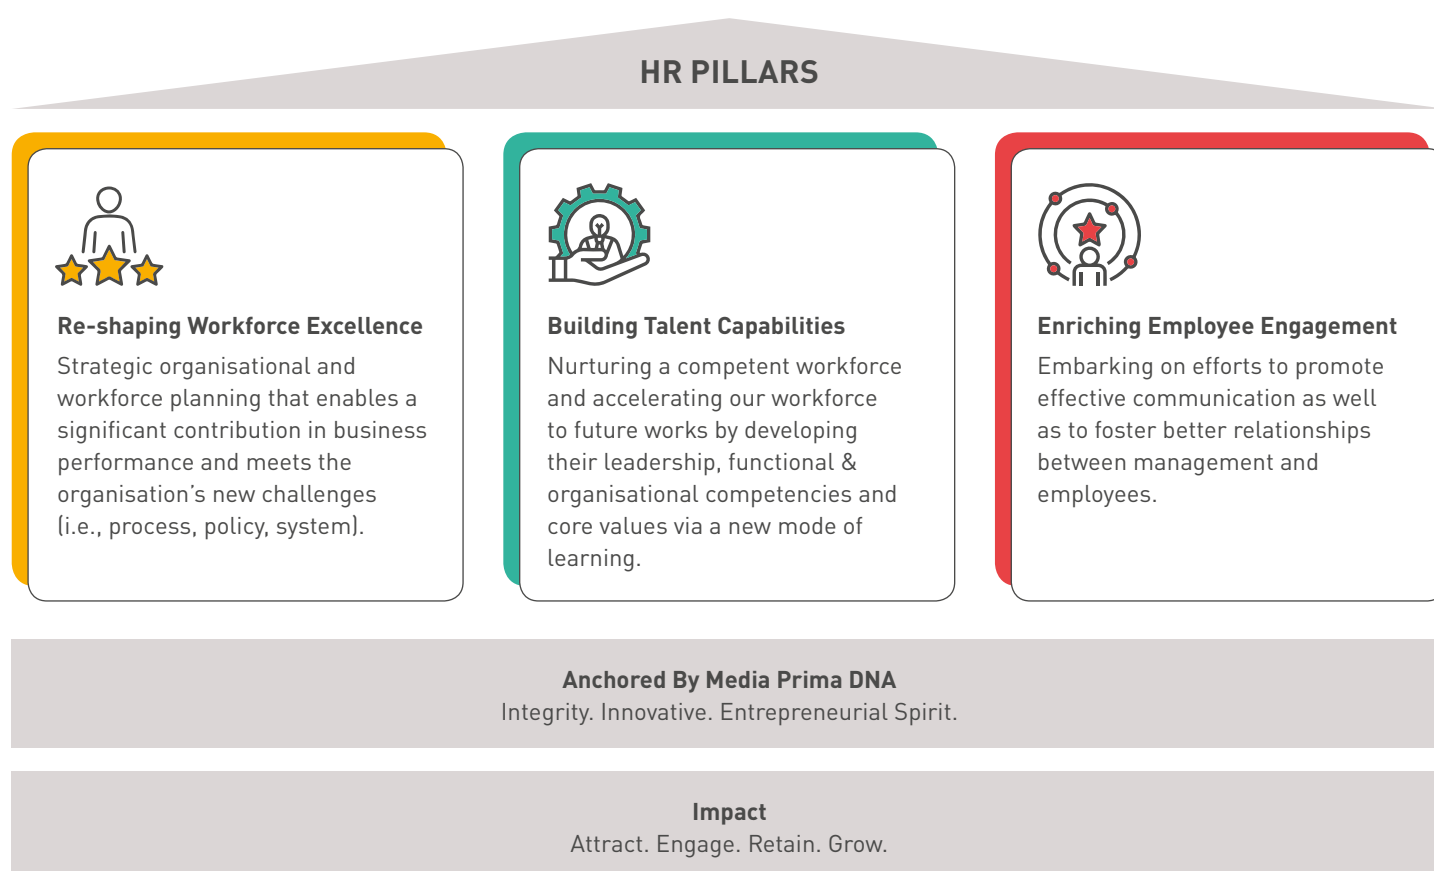 HR PILLARS
Re-shaping Workforce Excellence
Strategic organisational and
workforce planning that enables a
significant contribution in business
performance and meets the
organisation's new challenges
(i.e., process, policy, system).
Building Talent Capabilities
Nurturing a competent workforce
and accelerating our workforce
to future works by developing
their leadership, functional &
organisational competencies and
core values via a new mode of
learning.
Enriching Employee Engagement
Embarking on efforts to promote
effective communication as well
as to foster better relationships
between management and
employees.
Anchored By Media Prima DNA
Integrity. Innovative. Entrepreneurial Spirit.
Impact
Attract. Engage. Retain. Grow.